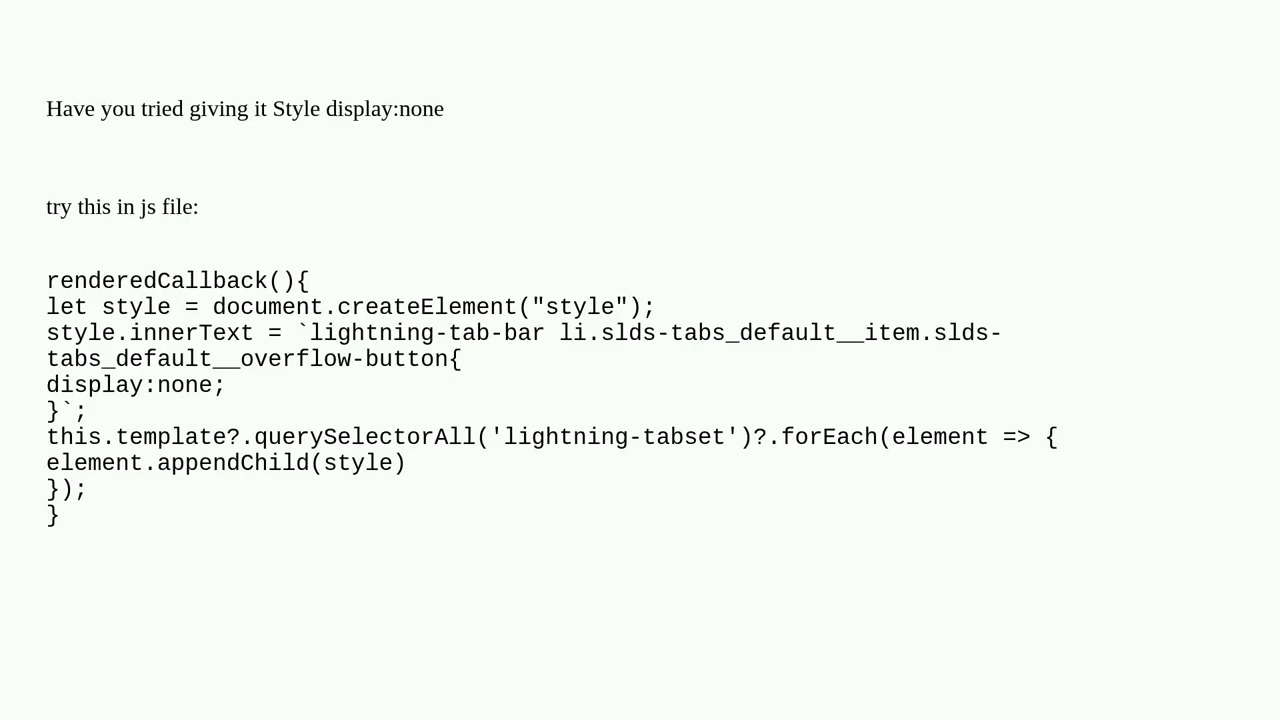 Have you tried giving it Style display:none
try this in js file:
renderedCallback(){
let style = document.createElement("style");
style.innerText = `lightning-tab-bar li.slds-tabs_default__item.slds-
tabs_default__overflow-button{
display:none;
}`;
this.template?.querySelectorAll('lightning-tabset')?.forEach(element => {
element.appendChild(style)
});
}